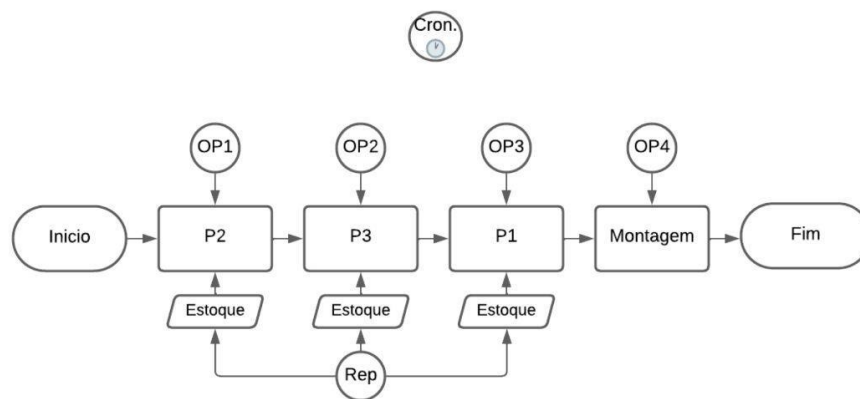 Cron.
OP1
OP2
OP3
OP4
Inicio
P2
P3
P1
Montagem
Fim
Estoque
Estoque
Estoque
Rep